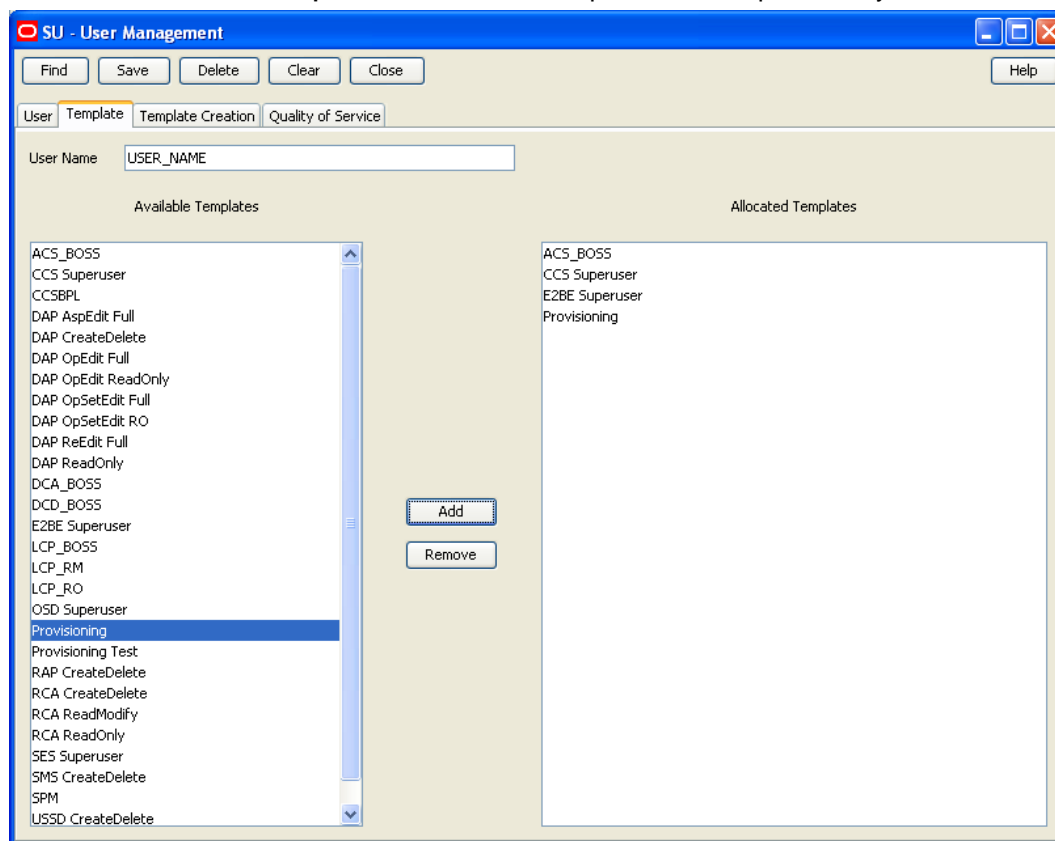 SU - User Management
Find Save Delete Clear Close Help
User Template Template Creation Quality of Service
User Name USER_NAME
Available Templates Allocated Templates
ACS_BOSS
CCS Superuser
CCSBPL
DAP AspEdit Full
DAP CreateDelete
DAP OpEdit Full
DAP OpEdit ReadOnly
DAP OpSetEdit Full
DAP OpSetEdit RO
DAP ReEdit Full
DAP ReadOnly
DCA_BOSS
DCD_BOSS
E2BE Superuser
LCP_BOSS
LCP_RM
LCP_RO
OSD Superuser
Provisioning
Provisioning Test
RAP CreateDelete
RCA CreateDelete
RCA ReadModify
RCA ReadOnly
SES Superuser
SMS CreateDelete
SPM
USSD CreateDelete
Add
Remove
ACS_BOSS
CCS Superuser
E2BE Superuser
Provisioning